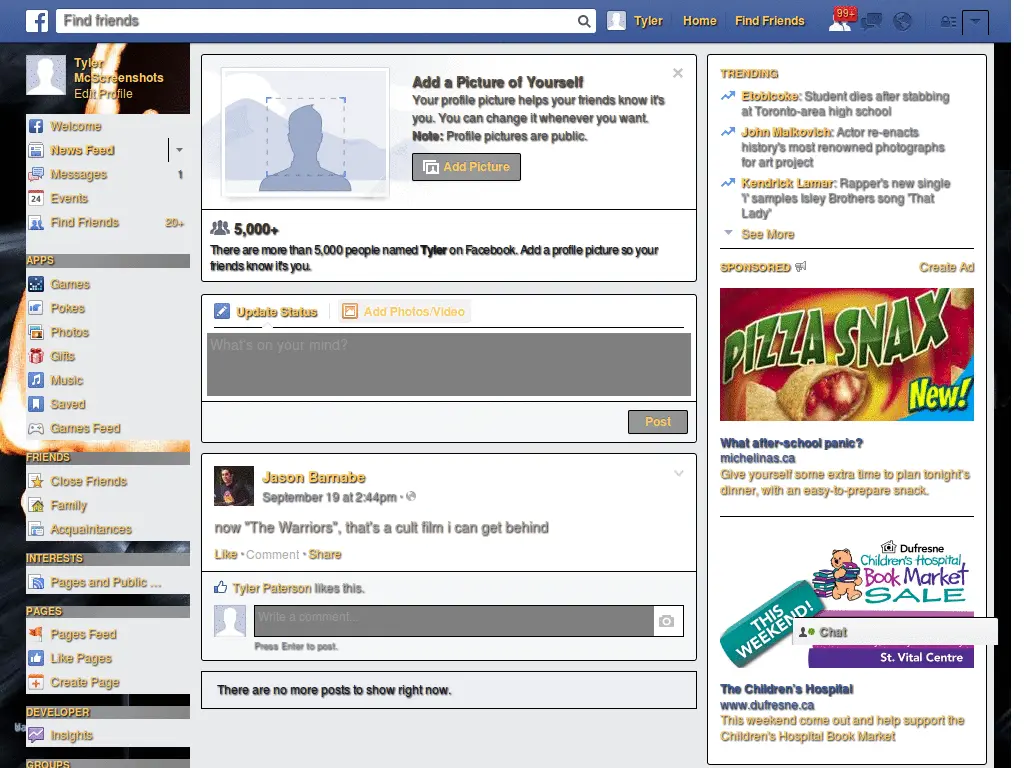 f
Find friends
Tyler
Home
Find Friends
99+
Tyler
McScreenshots
Edit Profile
Welcome
News Feed
Messages 1
24 Events
Find Friends 20+
APPS
Games
Pokes
Photos
Gifts
Music
Saved
Games Feed
FRIENDS
Close Friends
Family
Acquaintances
INTERESTS
Pages and Public ...
PAGES
Pages Feed
Like Pages
Create Page
DEVELOPER
Insights
GROUPS
Add a Picture of Yourself
Your profile picture helps your friends know it's
you. You can change it whenever you want.
Note: Profile pictures are public.
Add Picture
5,000+
There are more than 5,000 people named Tyler on Facebook. Add a profile picture so your
friends know it's you.
Update Status
Add Photos/Video
What's on your mind?
Post
Jason Barnabe
September 19 at 2:44pm ·
now "The Warriors", that's a cult film i can get behind
Like · Comment · Share
Tyler Paterson likes this.
Write a comment...
Press Enter to post.
There are no more posts to show right now.
TRENDING
Etobicoke: Student dies after stabbing
at Toronto-area high school
John Malkovich: Actor re-enacts
history's most renowned photographs
for art project
Kendrick Lamar: Rapper's new single
'i' samples Isley Brothers song 'That
Lady'
See More
SPONSORED
Create Ad
PIZZA SNAX
New!
What after-school panic?
michelinas.ca
Give yourself some extra time to plan tonight's
dinner, with an easy-to-prepare snack.
Dufresne
Children's Hospital
Book Market
SALE
THIS
WEEKEND!
Chat
St. Vital Centre
The Children's Hospital
www.dufresne.ca
This weekend come out and help support the
Children's Hospital Book Market